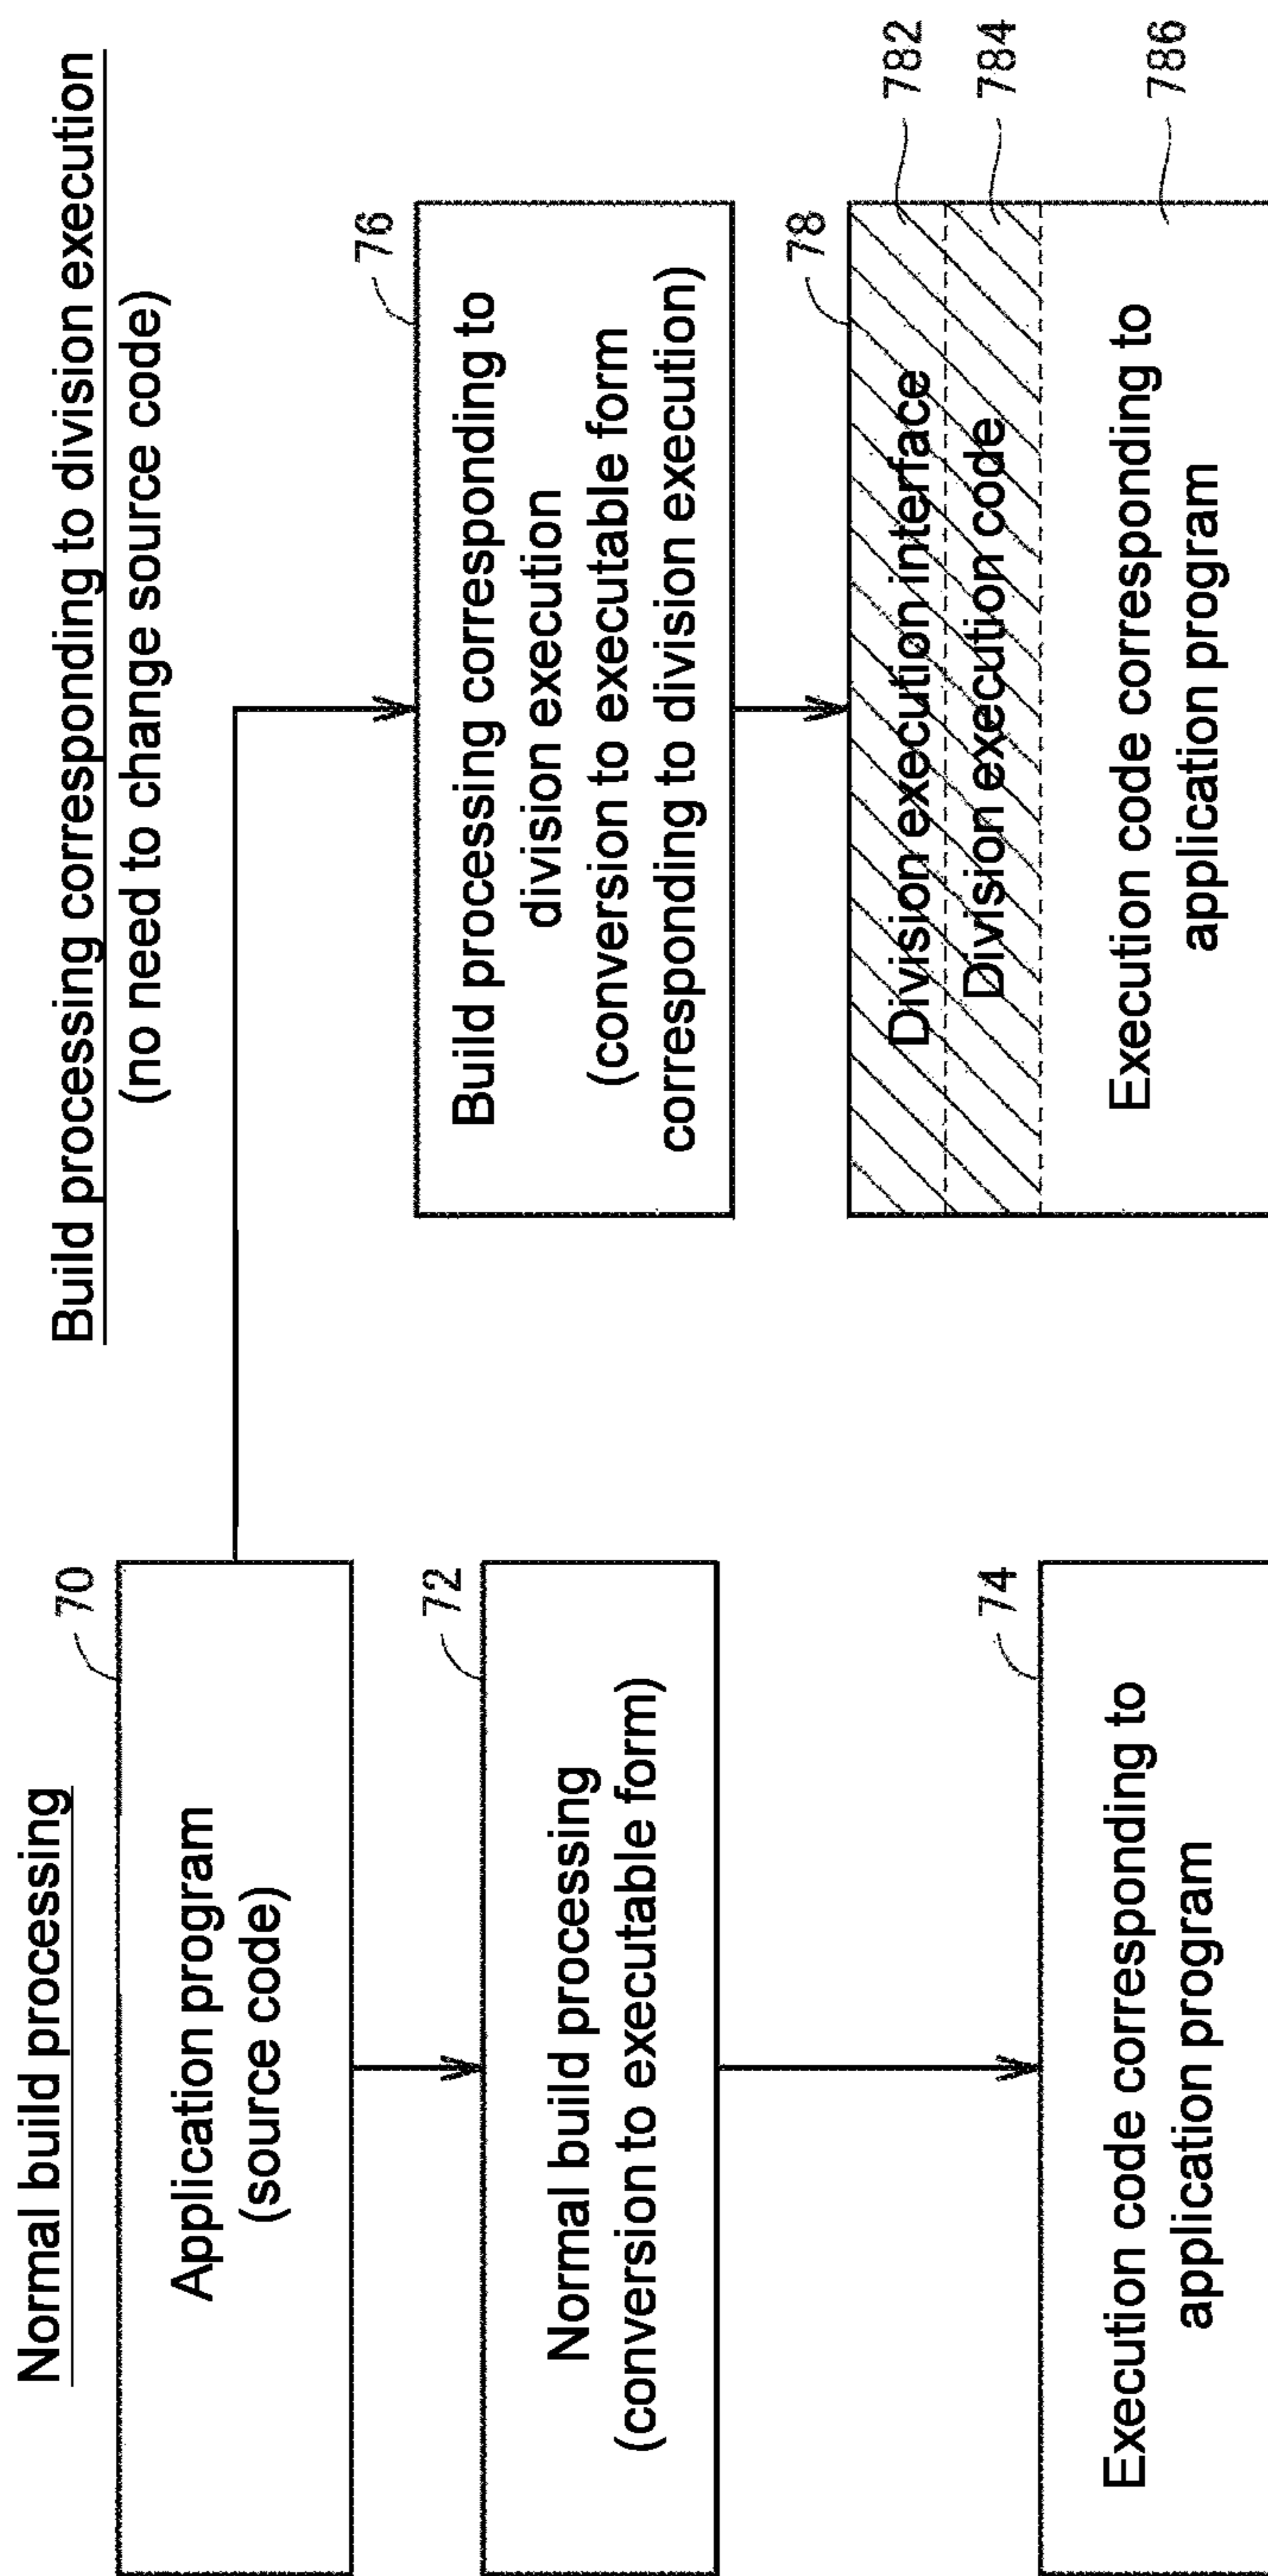 Normal build processing
70
Application program
(source code)
72
Normal build processing
(conversion to executable form)
74
Execution code corresponding to
application program
Build processing corresponding to division execution
(no need to change source code)
76
Build processing corresponding to
division execution
(conversion to executable form
corresponding to division execution)
78
Division execution interface
782
Division execution code
784
Execution code corresponding to
application program
786